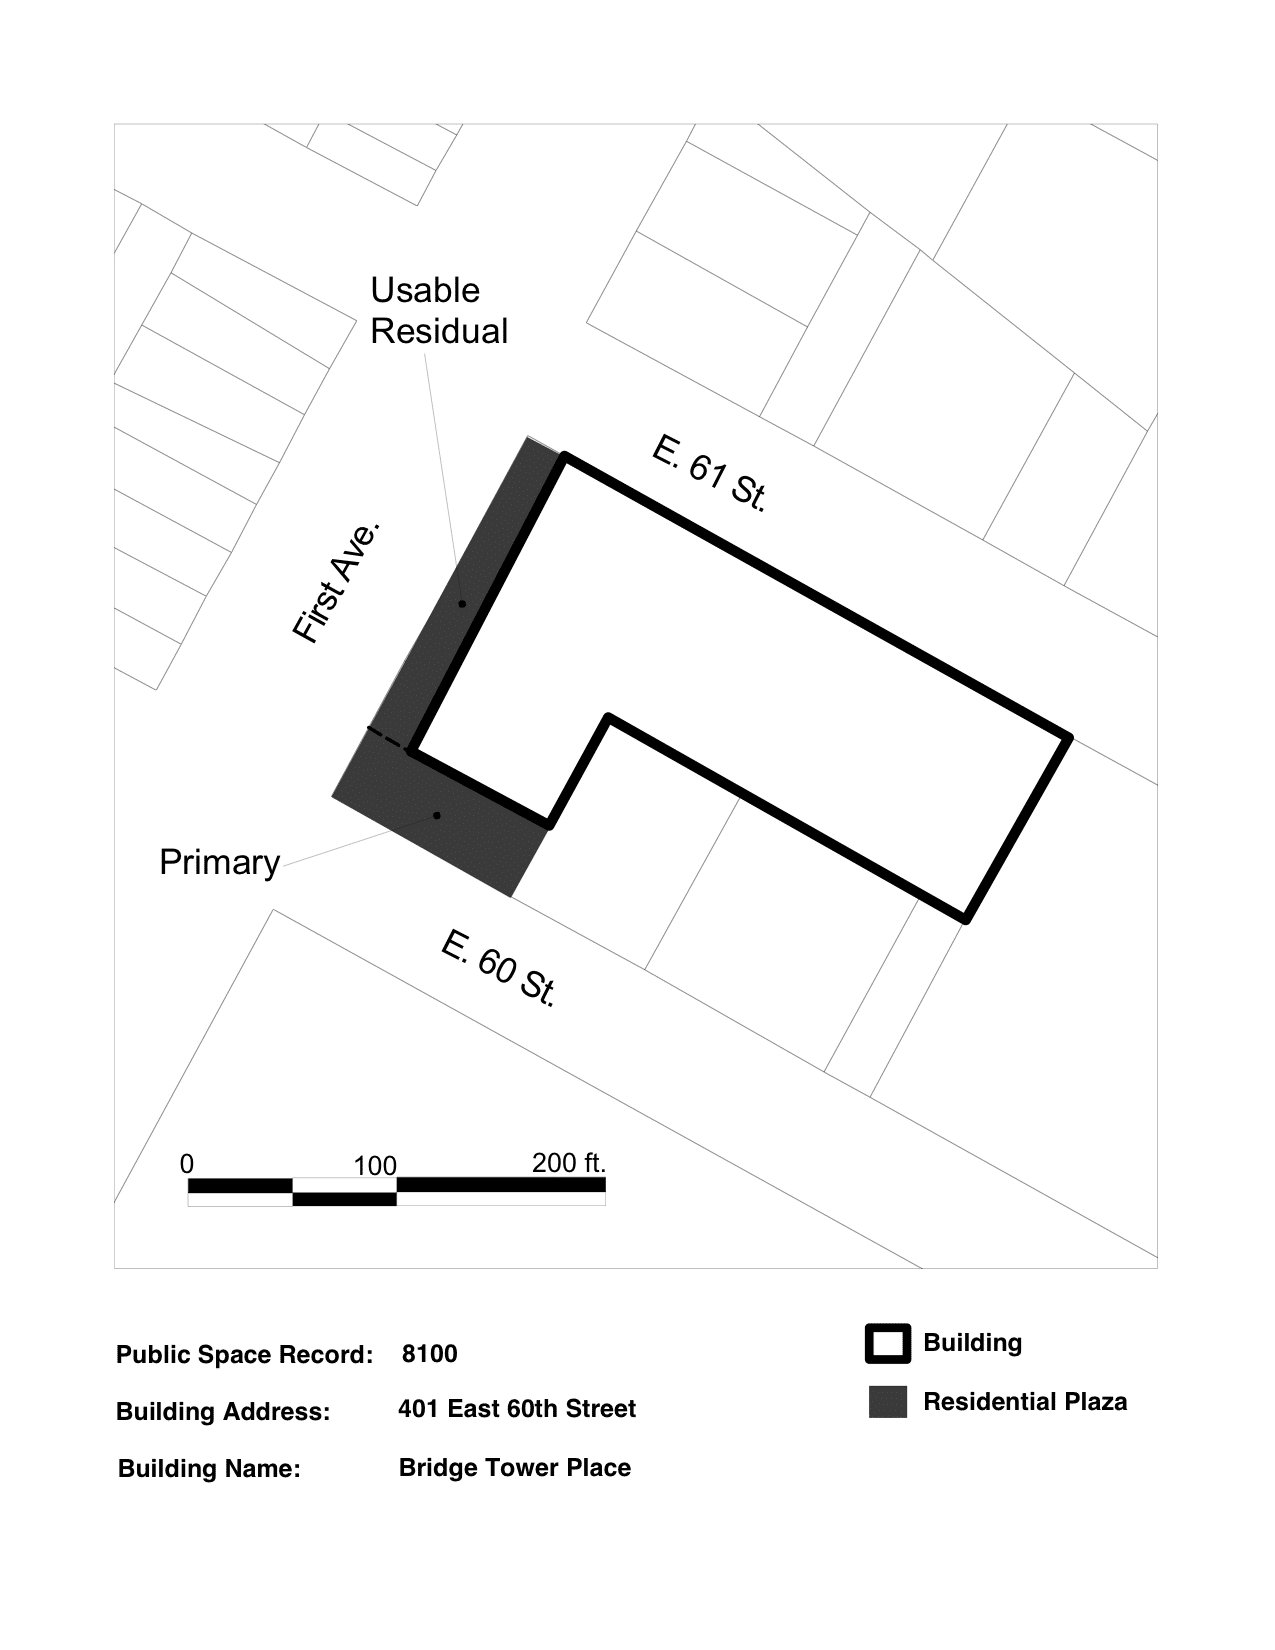 Usable
Residual
E. 61 St.
First Ave.
Primary
E. 60 St.
0 100 200 ft.
Public Space Record: 8100
Building Address: 401 East 60th Street
Building Name: Bridge Tower Place
Building
Residential Plaza